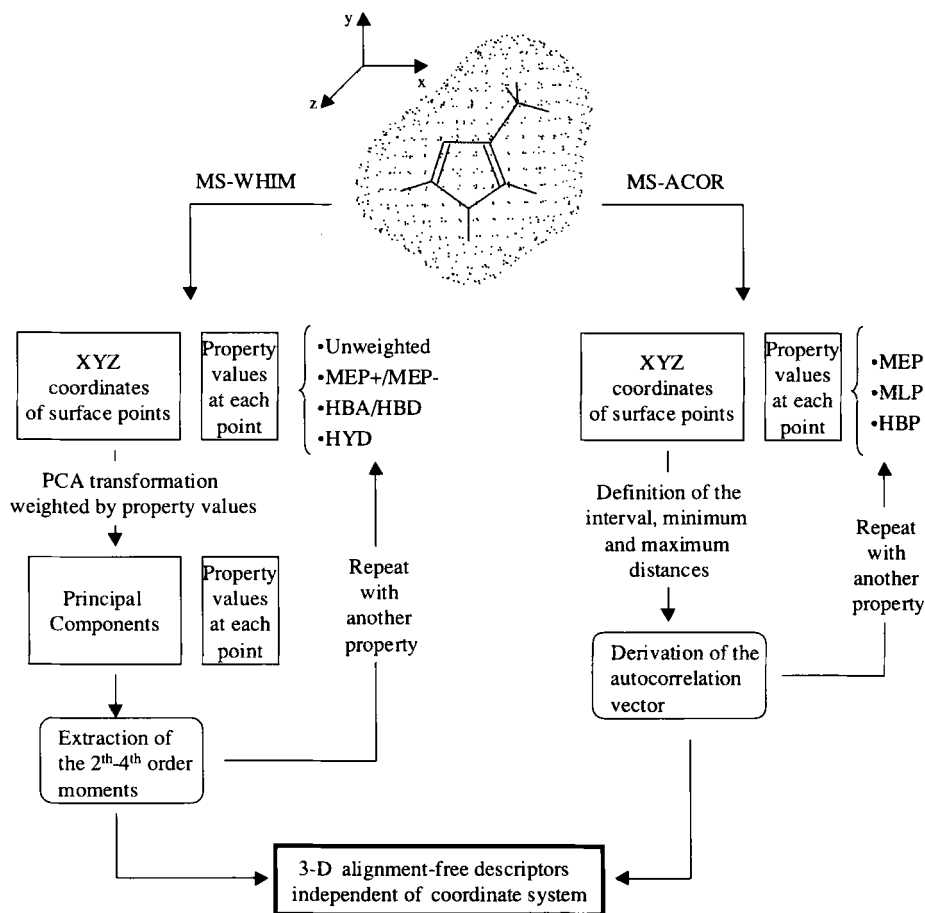 y
x
z
MS-WHIM
MS-ACOR
XYZ
coordinates
of surface points
Property
values
at each
point
•Unweighted
•MEP+/MEP-
•HBA/HBD
•HYD
PCA transformation
weighted by property values
Principal
Components
Property
values
at each
point
Repeat
with
another
property
Extraction of
the 2th-4th order
moments
XYZ
coordinates
of surface points
Property
values
at each
point
•MEP
•MLP
•HBP
Definition of the
interval, minimum
and maximum
distances
Repeat
with
another
property
Derivation of the
autocorrelation
vector
3-D alignment-free descriptors
independent of coordinate system